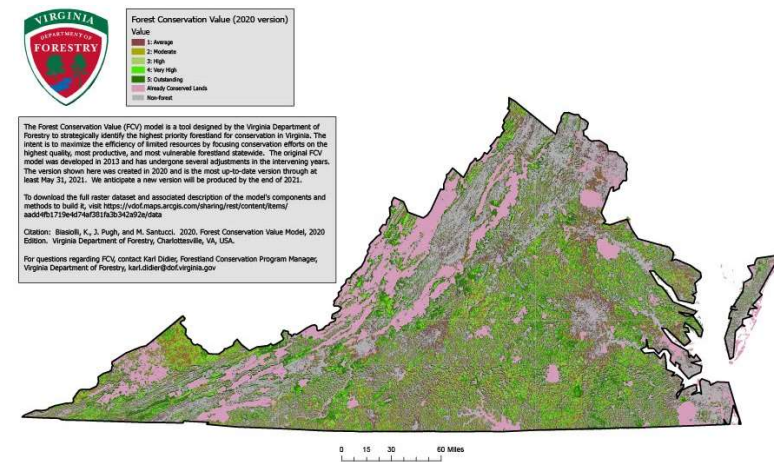 VIRGINIA
DEPARTMENT OF
FORESTRY
Forest Conservation Value (2020 version)
Value
1: Average
2: Moderate
3: High
4: Very High
5: Outstanding
Already Conserved Lands
Non-forest
The Forest Conservation Value (FCV) model is a tool designed by the Virginia Department of
Forestry to strategically identify the highest priority forestland for conservation in Virginia. The
intent is to maximize the efficiency of limited resources by focusing conservation efforts on the
highest quality, most productive, and most vulnerable forestland statewide. The original FCV
model was developed in 2013 and has undergone several adjustments in the intervening years.
The version shown here was created in 2020 and is the most up-to-date version through at
least May 31, 2021. We anticipate a new version will be produced by the end of 2021.
To download the full raster dataset and associated description of the model's components and
methods to build it, visit https://vdof.maps.arcgis.com/sharing/rest/content/items/
aadd4fb1719e4d74af381fa3b342a92e/data
Citation: Biasiolli, K., J. Pugh, and M. Santucci. 2020. Forest Conservation Value Model, 2020
Edition. Virginia Department of Forestry, Charlottesville, VA, USA.
For questions regarding FCV, contact Karl Didier, Forestland Conservation Program Manager,
Virginia Department of Forestry, karl.didier@dof.virginia.gov
0 15 30 60 Miles